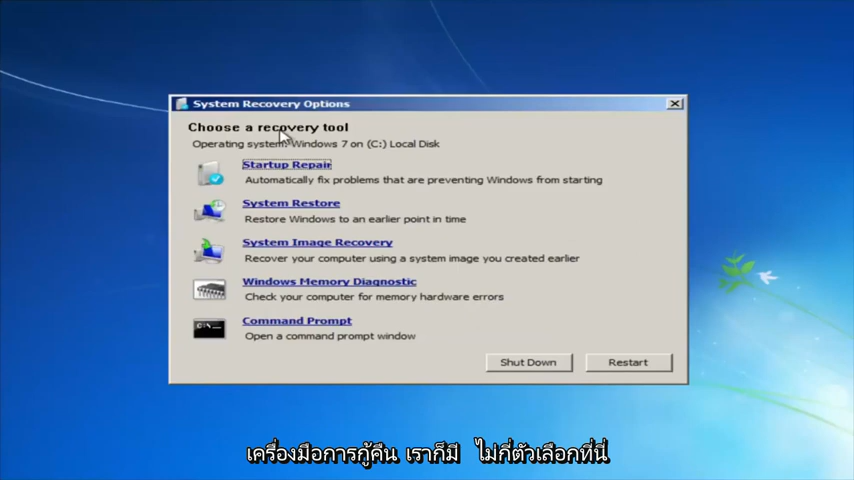 System Recovery Options
Choose a recovery tool
Operating system: Windows 7 on (C:) Local Disk
Startup Repair
Automatically fix problems that are preventing Windows from starting
System Restore
Restore Windows to an earlier point in time
System Image Recovery
Recover your computer using a system image you created earlier
Windows Memory Diagnostic
Check your computer for memory hardware errors
C:\_
Command Prompt
Open a command prompt window
Shut Down
Restart
เครื่องมือการกู้คืน เราก็มี ไม่กี่ตัวเลือกที่นี่